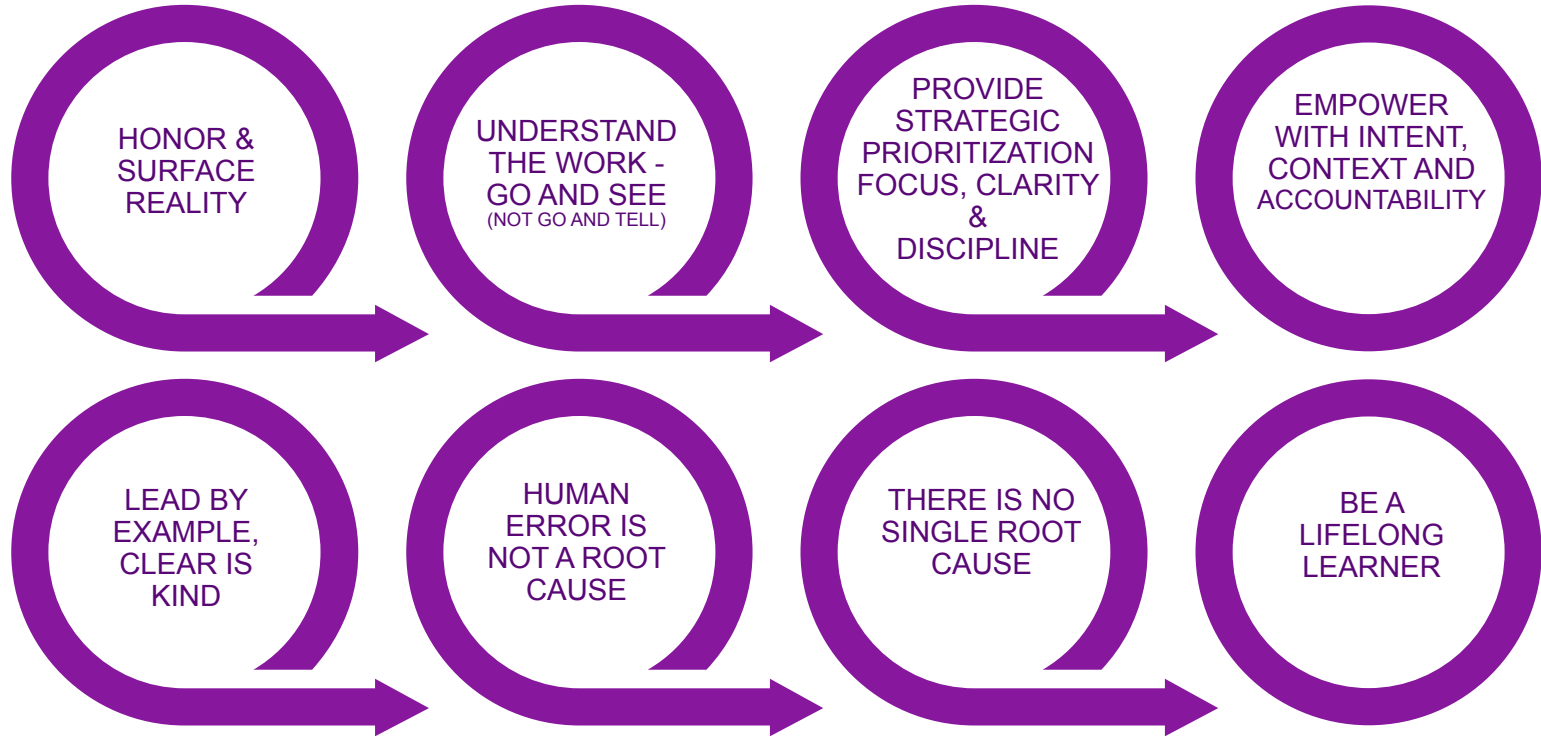 HONOR &
SURFACE
REALITY
UNDERSTAND
THE WORK -
GO AND SEE
(NOT GO AND TELL)
PROVIDE
STRATEGIC
PRIORITIZATION
FOCUS, CLARITY
&
DISCIPLINE
EMPOWER
WITH INTENT,
CONTEXT AND
ACCOUNTABILITY
LEAD BY
EXAMPLE,
CLEAR IS
KIND
HUMAN
ERROR IS
NOT A ROOT
CAUSE
THERE IS NO
SINGLE ROOT
CAUSE
BE A
LIFELONG
LEARNER